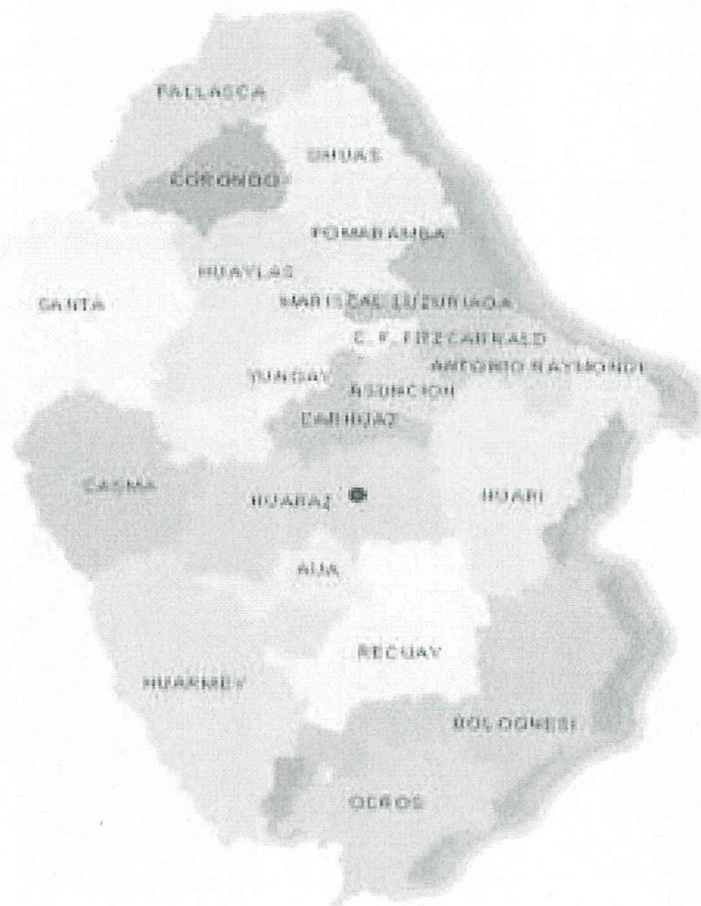 PALLASCA
SIHUAS
CORONGO
POMABAMBA
HUAYLAS
SANTA
MARISCAL LUZURIAGA
C. F. FITZCARRALD
ANTONIO RAYMONDI
YUNGAY
ASUNCION
CARHUAZ
CASMA
HUARAZ
HUARI
AIJA
RECUAY
HUARMEY
BOLOGNESI
OCROS